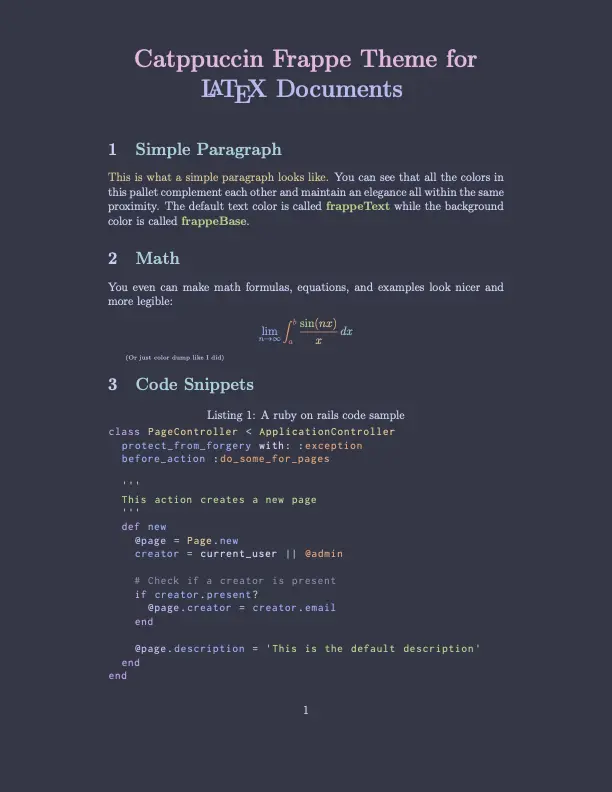 Catppuccin Frappe Theme for
LATEX Documents
1 Simple Paragraph
This is what a simple paragraph looks like. You can see that all the colors in
this pallet complement each other and maintain an elegance all within the same
proximity. The default text color is called frappeText while the background
color is called frappeBase.
2 Math
You even can make math formulas, equations, and examples look nicer and
more legible:
lim n→∞ ∫ₐᵇ sin(nx)/x dx
(Or just color dump like I did)
3 Code Snippets
Listing 1: A ruby on rails code sample
class PageController < ApplicationController
  protect_from_forgery with: :exception
  before_action :do_some_for_pages
  '''
  This action creates a new page
  '''
  def new
    @page = Page.new
    creator = current_user || @admin
    # Check if a creator is present
    if creator.present?
      @page.creator = creator.email
    end
    @page.description = 'This is the default description'
  end
end
1